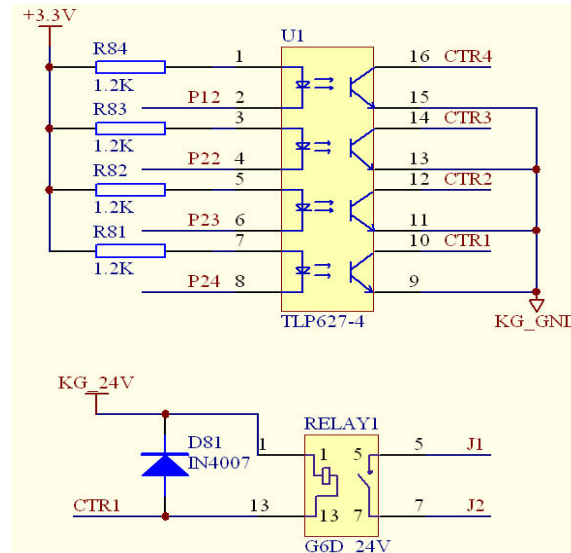 +3.3V
U1
R84 1 16 CTR4
1.2K P12 2 15
R83 3 14 CTR3
1.2K P22 4 13
R82 5 12 CTR2
1.2K P23 6 11
R81 7 10 CTR1
1.2K P24 8 9
TLP627-4 KG_GND
KG_24V
RELAY1
D81 1 1 5 5 J1
IN4007
CTR1 13 13 7 7 J2
G6D 24V